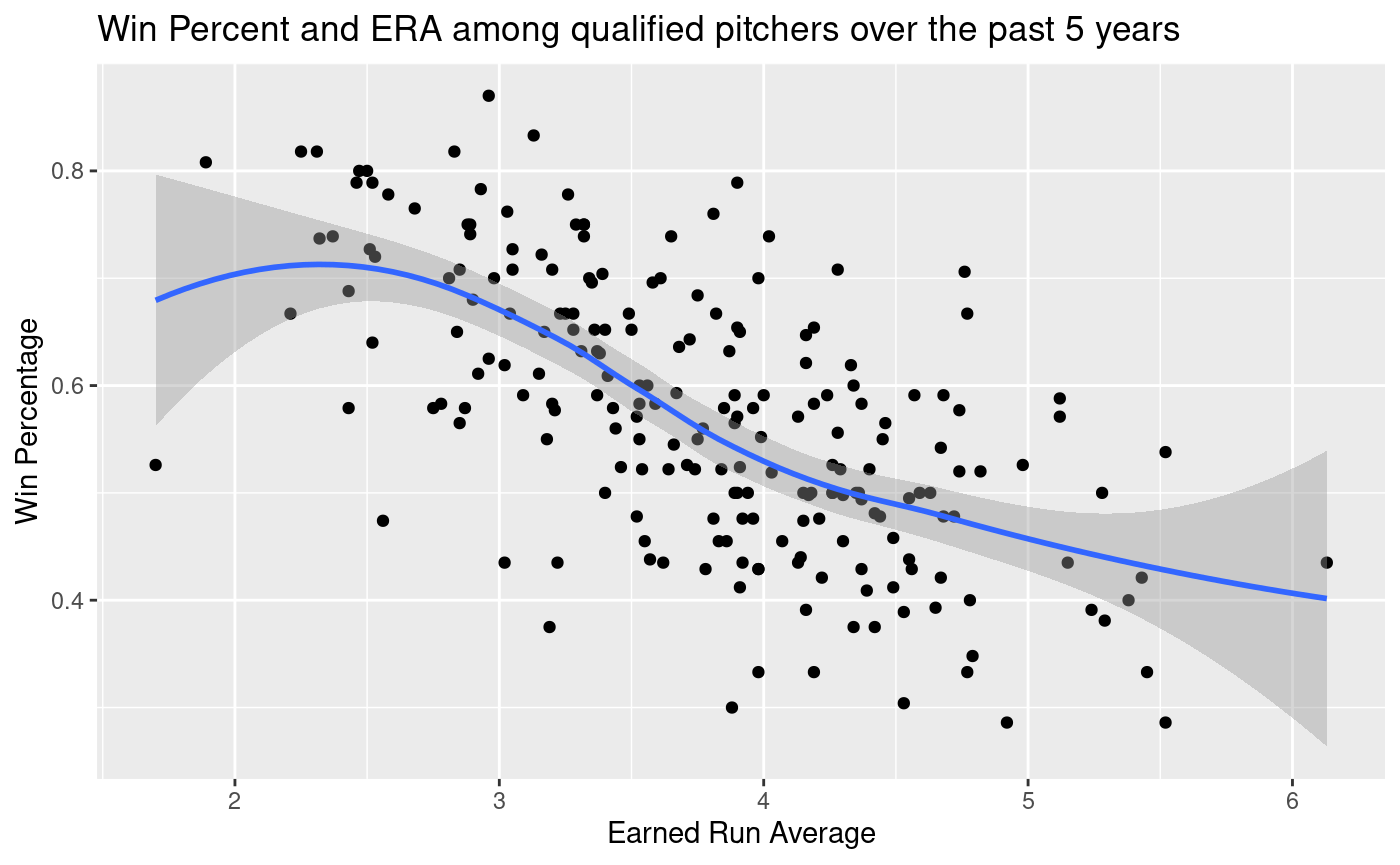 Win Percent and ERA among qualified pitchers over the past 5 years
Win Percentage
0.8
0.6
0.4
2 3 4 5 6
Earned Run Average